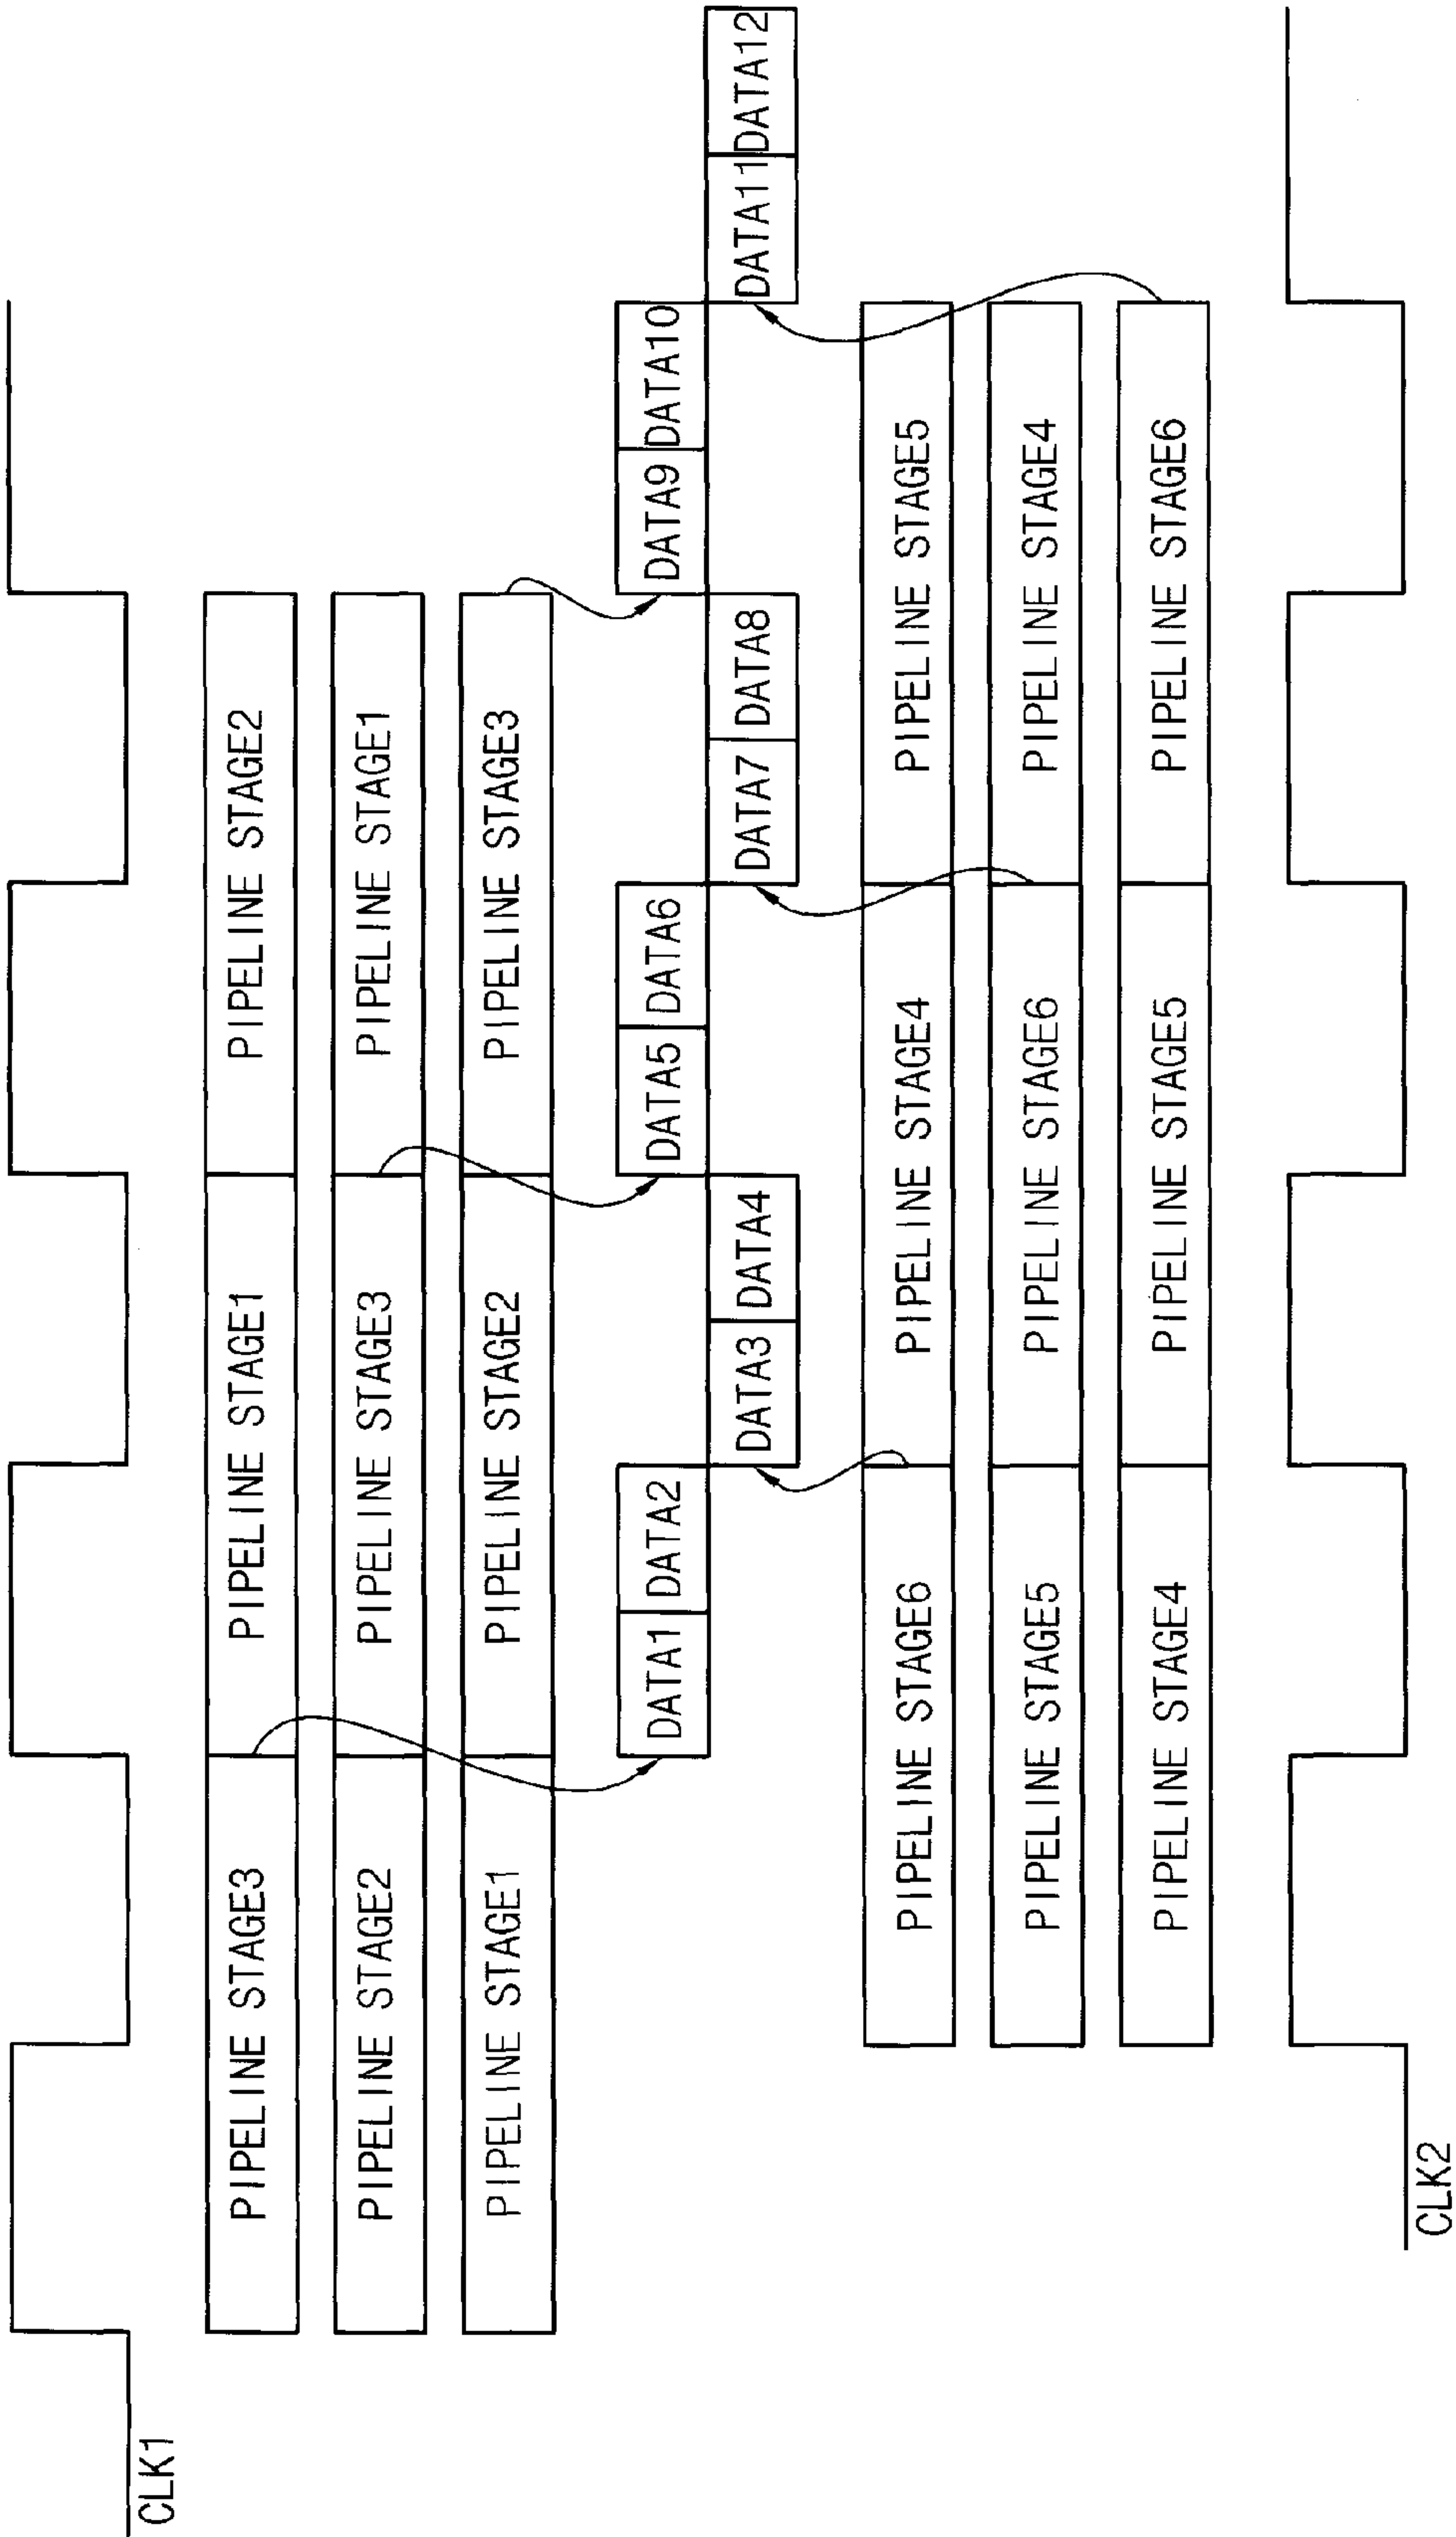 CLK1
PIPELINE STAGE3
PIPELINE STAGE1
PIPELINE STAGE2
PIPELINE STAGE2
PIPELINE STAGE3
PIPELINE STAGE1
PIPELINE STAGE1
PIPELINE STAGE2
PIPELINE STAGE3
DATA1
DATA2
DATA5
DATA6
DATA9
DATA10
DATA3
DATA4
DATA7
DATA8
DATA11
DATA12
PIPELINE STAGE6
PIPELINE STAGE4
PIPELINE STAGE5
PIPELINE STAGE5
PIPELINE STAGE6
PIPELINE STAGE4
PIPELINE STAGE4
PIPELINE STAGE5
PIPELINE STAGE6
CLK2